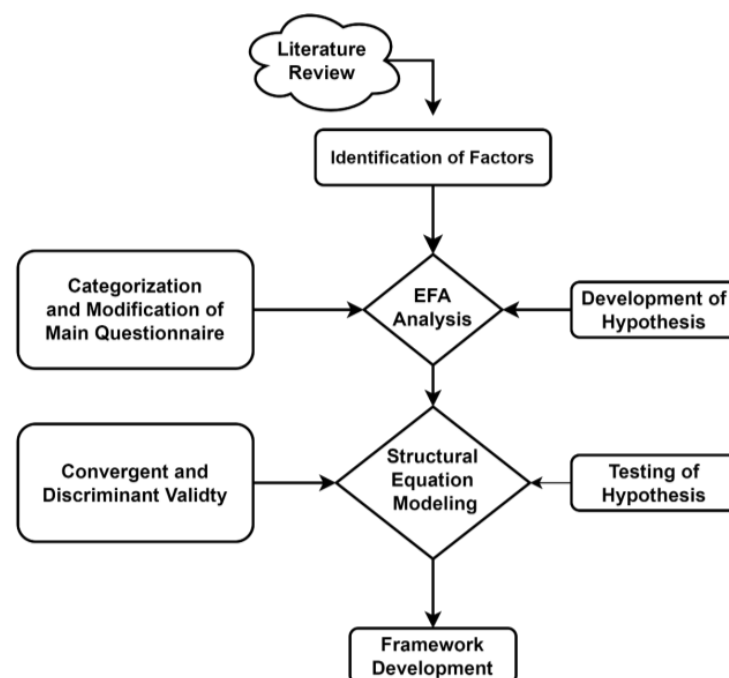 Literature
Review
Identification of Factors
Categorization
and Modification of
Main Questionnaire
EFA
Analysis
Development of
Hypothesis
Convergent and
Discriminant Validty
Structural
Equation
Modeling
Testing of
Hypothesis
Framework
Development